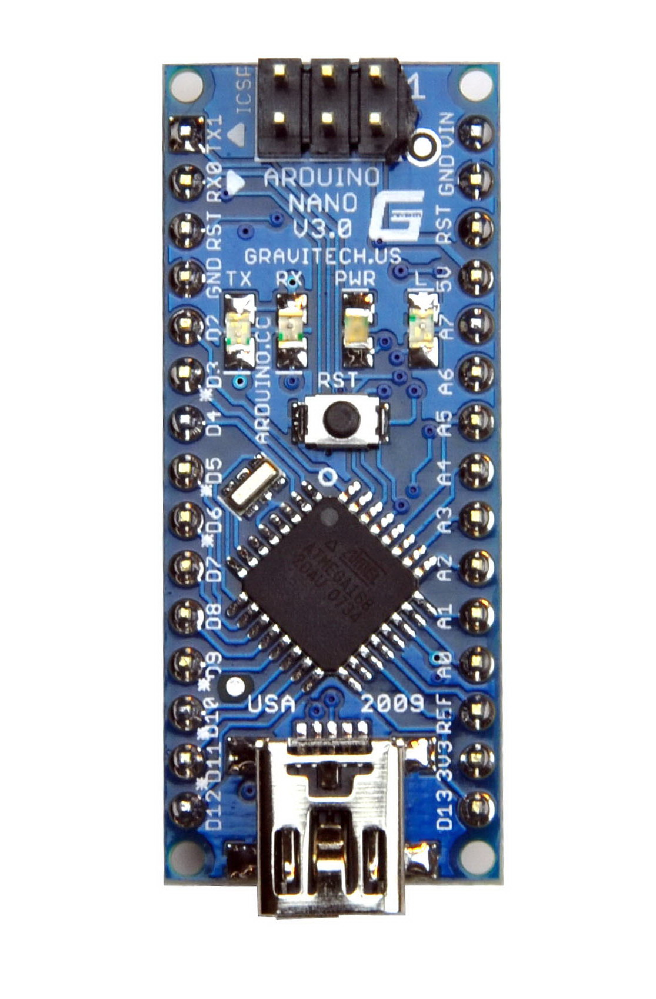 ICSP
1
TX1
RX0
RST
GND
D2
*D3
D4
*D5
*D6
D7
D8
*D9
*D10
*D11
D12
VIN
GND
RST
5V
A7
A6
A5
A4
A3
A2
A1
A0
REF
3V3
D13
ARDUINO
NANO
V3.0
G
GRAVITECH.US
TX RX PWR L
ARDUINO.CC
RST
ATMEL
ATMEGA168
20AU 0734
USA 2009